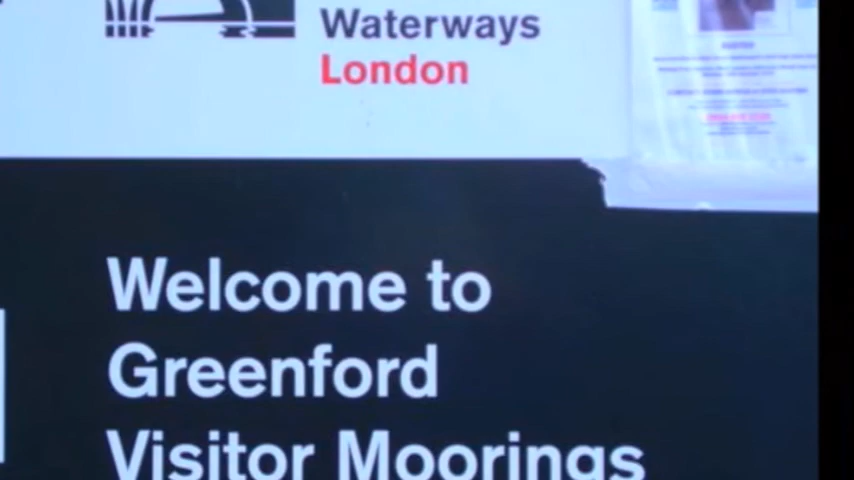 Waterways
London
Welcome to
Greenford
Visitor Moorings